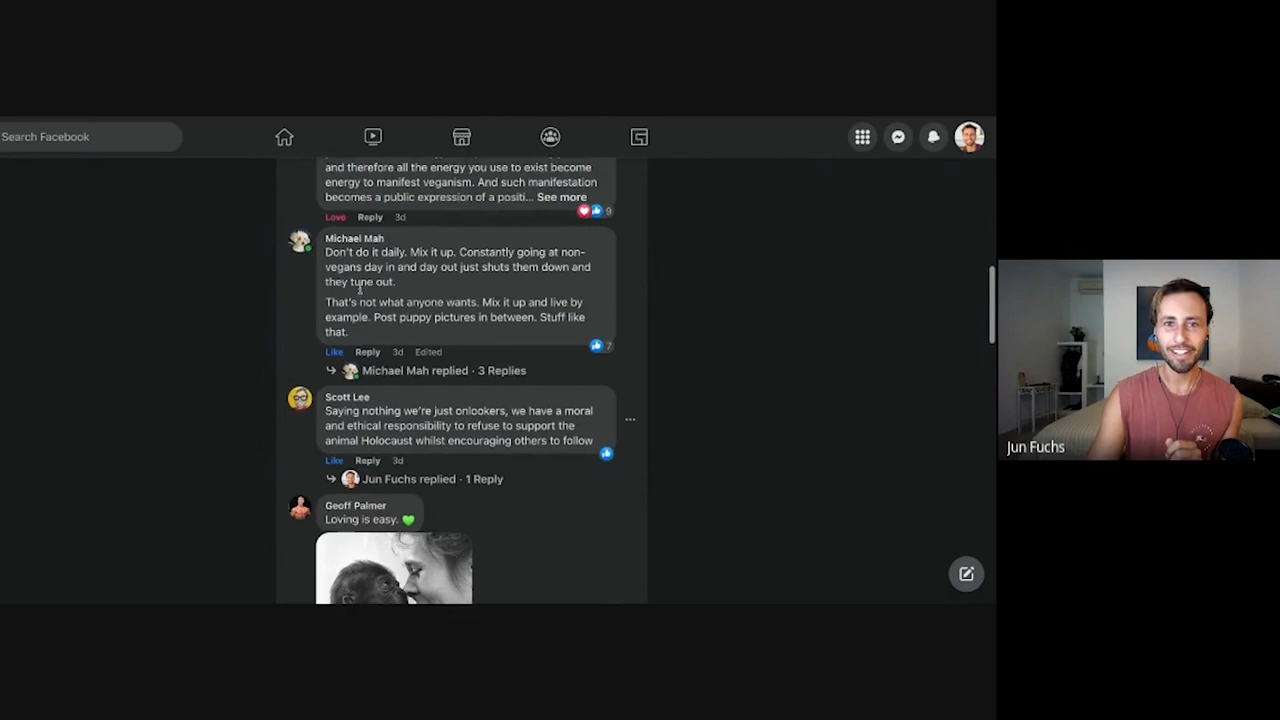 Search Facebook
and therefore all the energy you use to exist become
energy to manifest veganism. And such manifestation
becomes a public expression of a positi... See more
Love Reply 3d
9
Michael Mah
Don't do it daily. Mix it up. Constantly going at non-
vegans day in and day out just shuts them down and
they tune out.
That's not what anyone wants. Mix it up and live by
example. Post puppy pictures in between. Stuff like
that.
7
Like Reply 3d Edited
Michael Mah replied · 3 Replies
Scott Lee
Saying nothing we're just onlookers, we have a moral
and ethical responsibility to refuse to support the
animal Holocaust whilst encouraging others to follow
Like Reply 3d
Jun Fuchs replied · 1 Reply
Geoff Palmer
Loving is easy. 💚
Jun Fuchs